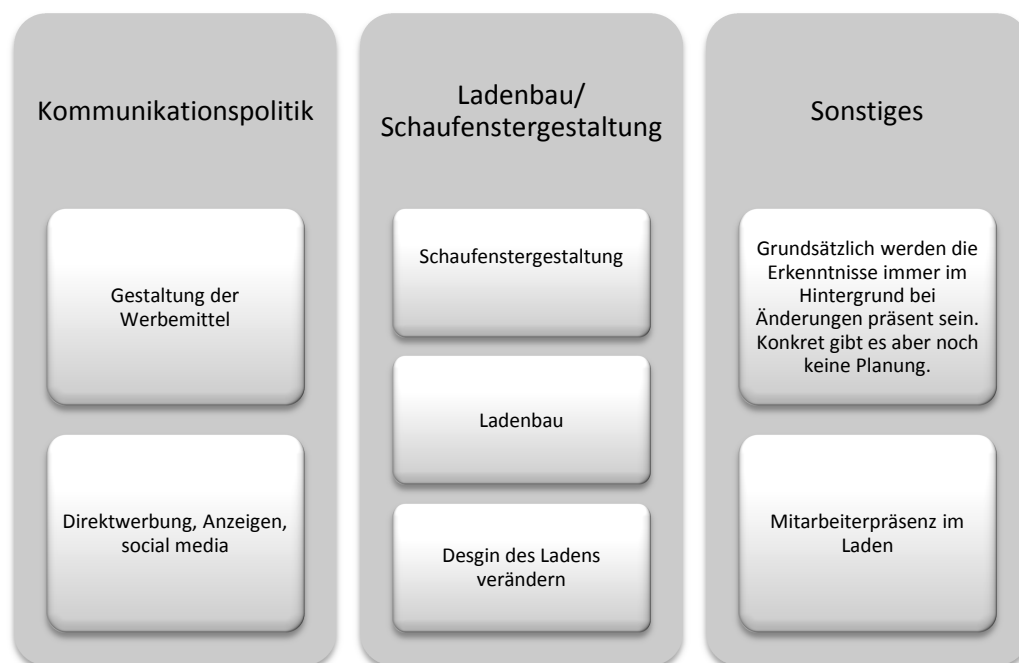 Kommunikationspolitik
Gestaltung der
Werbemittel
Direktwerbung, Anzeigen,
social media
Ladenbau/
Schaufenstergestaltung
Schaufenstergestaltung
Ladenbau
Desgin des Ladens
verändern
Sonstiges
Grundsätzlich werden die
Erkenntnisse immer im
Hintergrund bei
Änderungen präsent sein.
Konkret gibt es aber noch
keine Planung.
Mitarbeiterpräsenz im
Laden